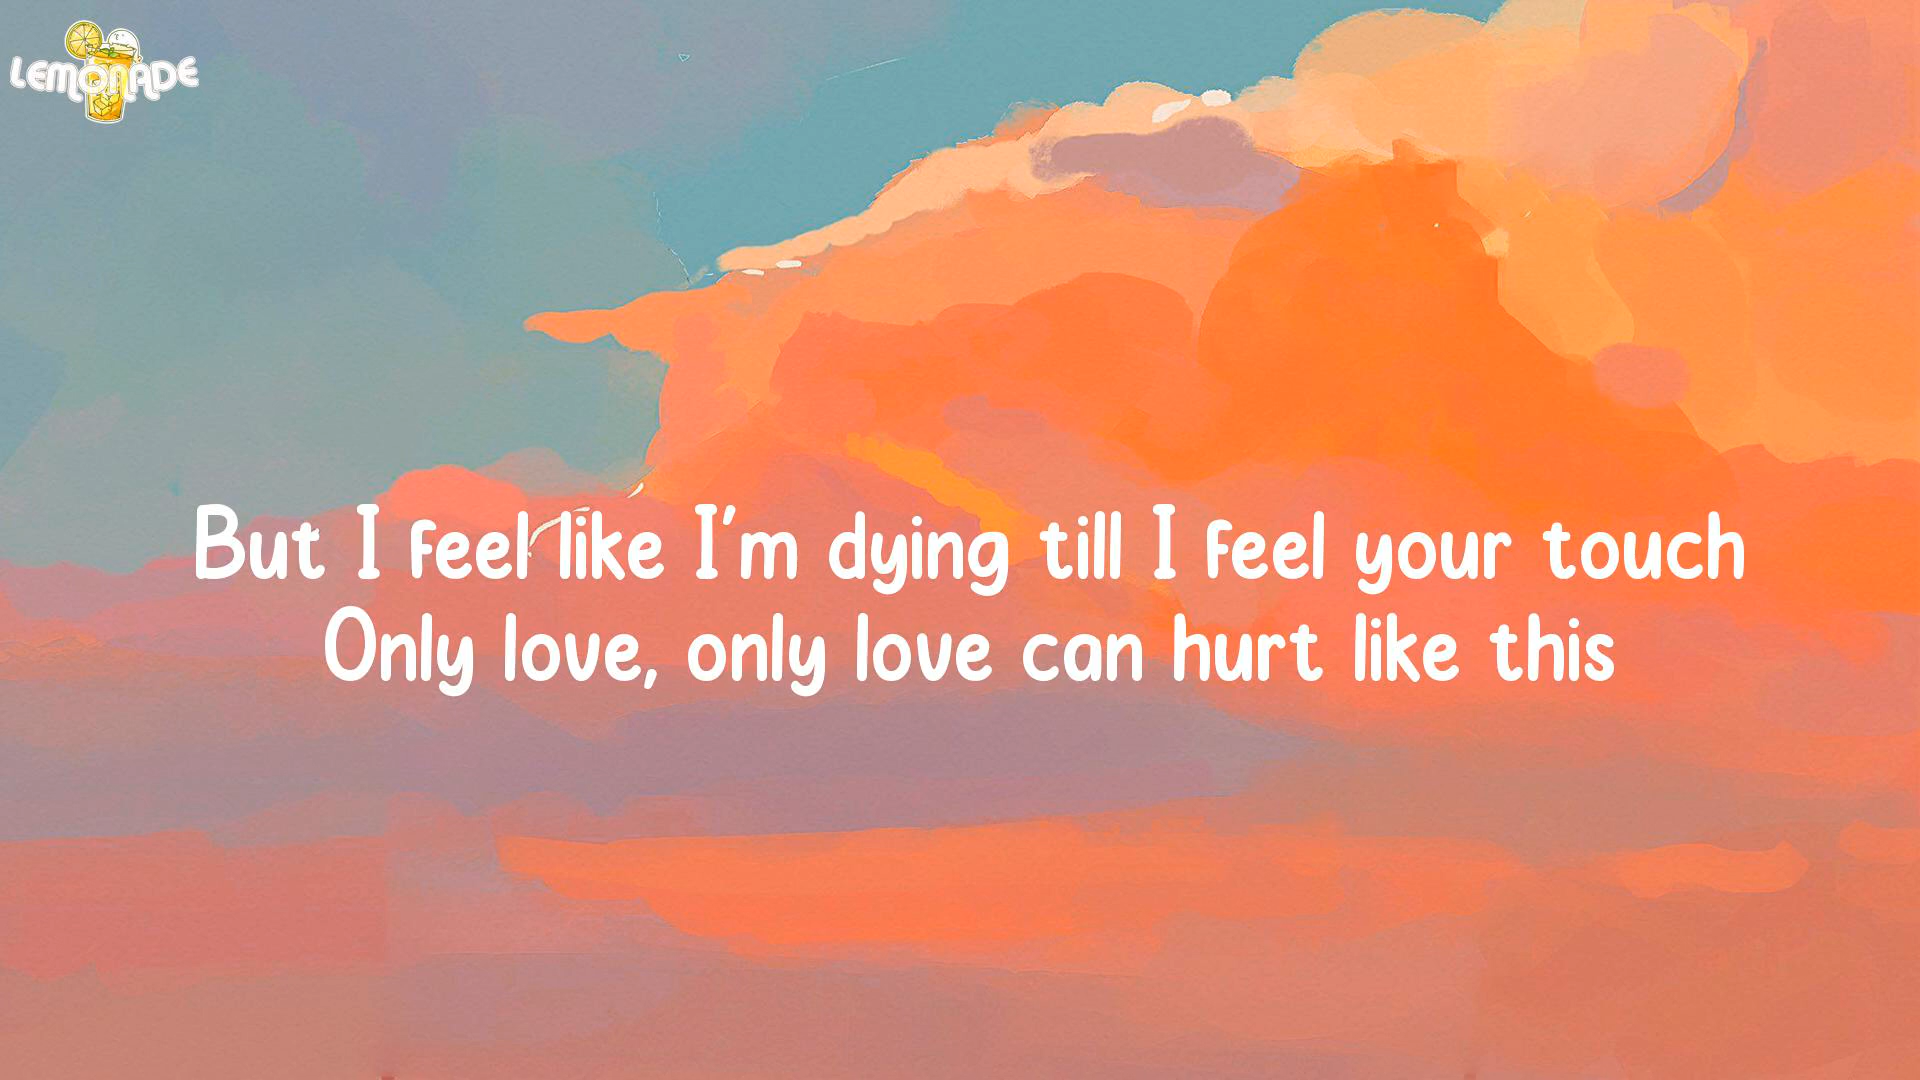 LEMONADE
But I feel like I'm dying till I feel your touch
Only love, only love can hurt like this